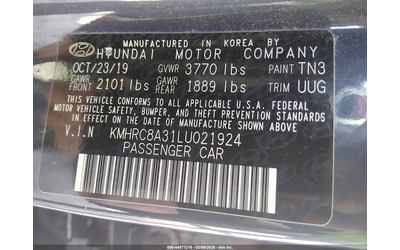 MANUFACTURED IN KOREA BY
HYUNDAI MOTOR COMPANY
OCT/23/19 GVWR 3770 lbs PAINT TN3
GAWR FRONT 2101 lbs GAWR REAR 1889 lbs TRIM UUG
THIS VEHICLE CONFORMS TO ALL APPLICABLE U.S.A. FEDERAL
MOTOR VEHICLE SAFETY, BUMPER, AND THEFT PREVENTION
STANDARDS IN EFFECT ON THE DATE OF MANUFACTURE SHOWN ABOVE.
V.I.N KMHRC8A31LU021924
PASSENGER CAR